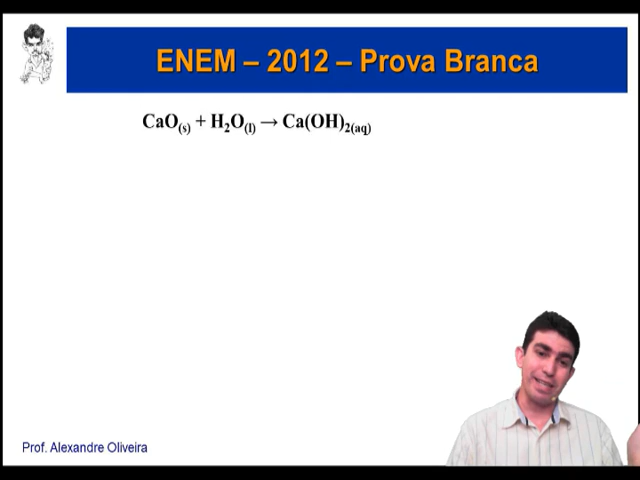 ENEM – 2012 – Prova Branca
CaO(s) + H2O(l) → Ca(OH)2(aq)
Prof. Alexandre Oliveira